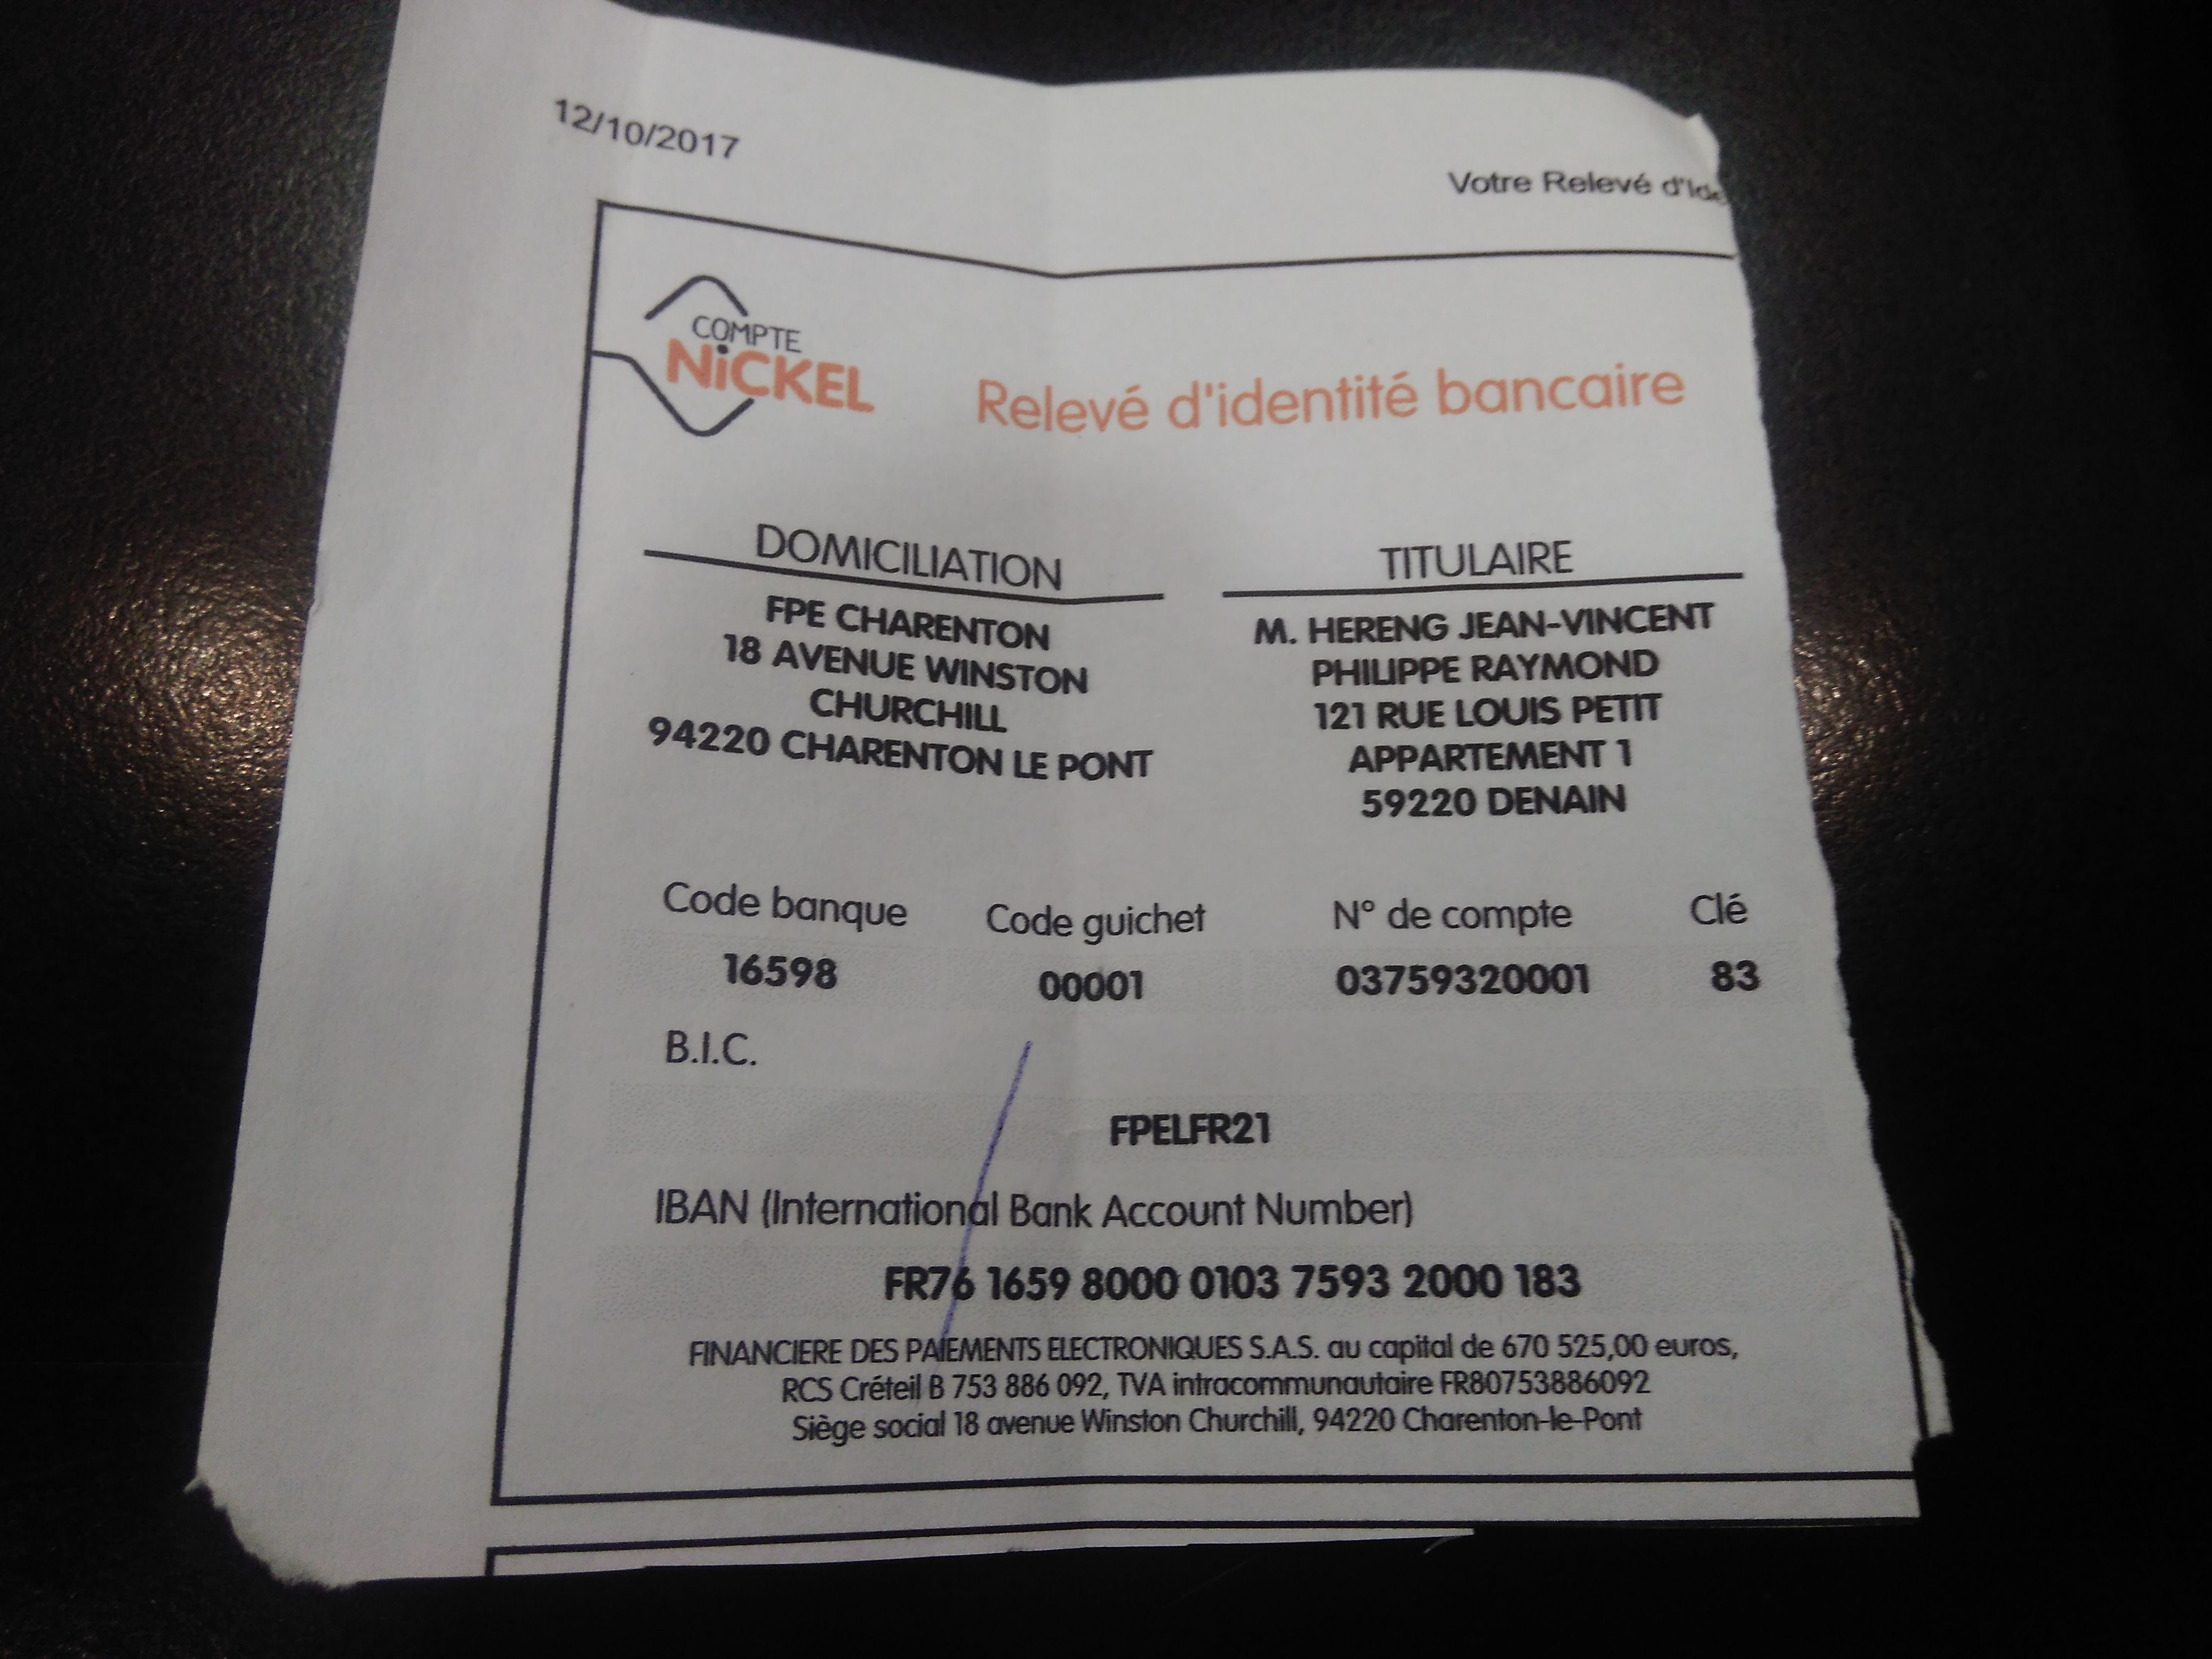 12/10/2017
Votre Relevé d'Ide
COMPTE
NiCKEL
Relevé d'identité bancaire
DOMICILIATION
FPE CHARENTON
18 AVENUE WINSTON
CHURCHILL
94220 CHARENTON LE PONT
TITULAIRE
M. HERENG JEAN-VINCENT
PHILIPPE RAYMOND
121 RUE LOUIS PETIT
APPARTEMENT 1
59220 DENAIN
Code banque Code guichet N° de compte Clé
16598 00001 03759320001 83
B.I.C.
FPELFR21
IBAN (International Bank Account Number)
FR76 1659 8000 0103 7593 2000 183
FINANCIERE DES PAIEMENTS ELECTRONIQUES S.A.S. au capital de 670 525,00 euros,
RCS Créteil B 753 886 092, TVA intracommunautaire FR80753886092
Siège social 18 avenue Winston Churchill, 94220 Charenton-le-Pont